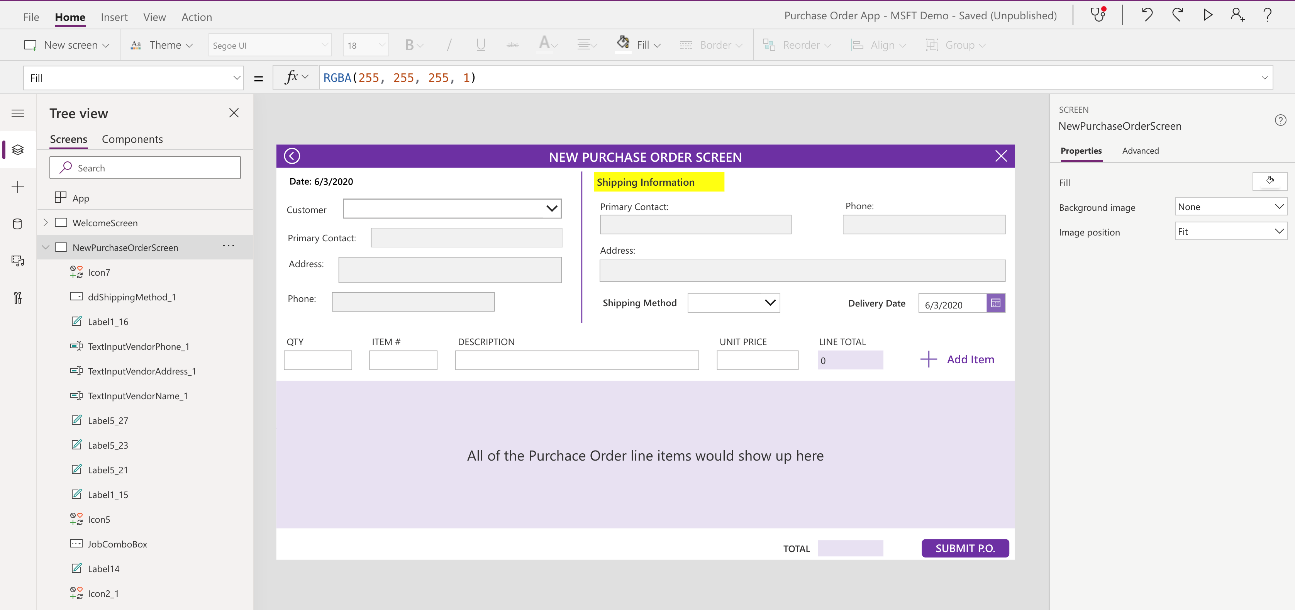 File Home Insert View Action
Purchase Order App - MSFT Demo - Saved (Unpublished)
New screen Theme Segoe UI 18 B / U abc A Fill Border Reorder Align Group
Fill = fx RGBA(255, 255, 255, 1)
Tree view
Screens Components
Search
App
WelcomeScreen
NewPurchaseOrderScreen ...
Icon7
ddShippingMethod_1
Label1_16
TextInputVendorPhone_1
TextInputVendorAddress_1
TextInputVendorName_1
Label5_27
Label5_23
Label5_21
Label1_15
Icon5
JobComboBox
Label14
Icon2_1
NEW PURCHASE ORDER SCREEN
Date: 6/3/2020
Customer
Primary Contact:
Address:
Phone:
Shipping Information
Primary Contact: Phone:
Address:
Shipping Method Delivery Date 6/3/2020
QTY ITEM # DESCRIPTION UNIT PRICE LINE TOTAL
0 Add Item
All of the Purchace Order line items would show up here
TOTAL SUBMIT P.O.
SCREEN
NewPurchaseOrderScreen
Properties Advanced
Fill
Background image None
Image position Fit